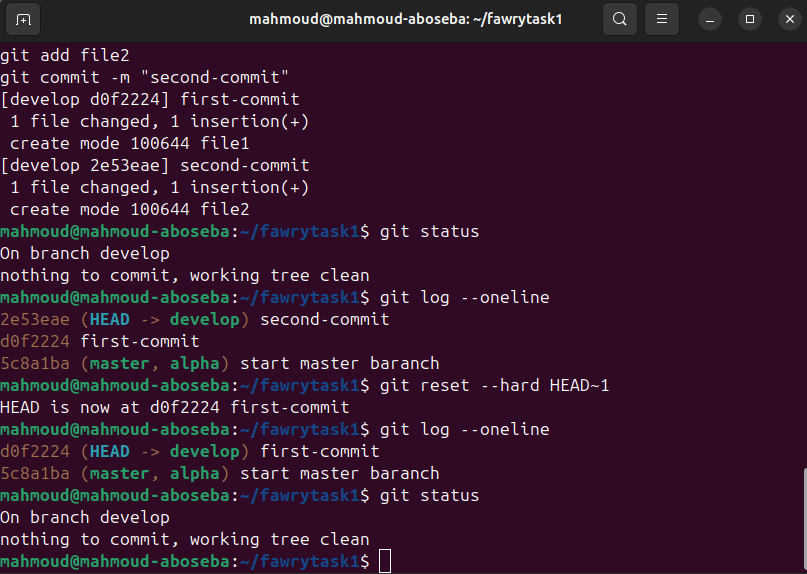 mahmoud@mahmoud-aboseba: ~/fawrytask1
git add file2
git commit -m "second-commit"
[develop d0f2224] first-commit
 1 file changed, 1 insertion(+)
 create mode 100644 file1
[develop 2e53eae] second-commit
 1 file changed, 1 insertion(+)
 create mode 100644 file2
mahmoud@mahmoud-aboseba:~/fawrytask1$ git status
On branch develop
nothing to commit, working tree clean
mahmoud@mahmoud-aboseba:~/fawrytask1$ git log --oneline
2e53eae (HEAD -> develop) second-commit
d0f2224 first-commit
5c8a1ba (master, alpha) start master baranch
mahmoud@mahmoud-aboseba:~/fawrytask1$ git reset --hard HEAD~1
HEAD is now at d0f2224 first-commit
mahmoud@mahmoud-aboseba:~/fawrytask1$ git log --oneline
d0f2224 (HEAD -> develop) first-commit
5c8a1ba (master, alpha) start master baranch
mahmoud@mahmoud-aboseba:~/fawrytask1$ git status
On branch develop
nothing to commit, working tree clean
mahmoud@mahmoud-aboseba:~/fawrytask1$